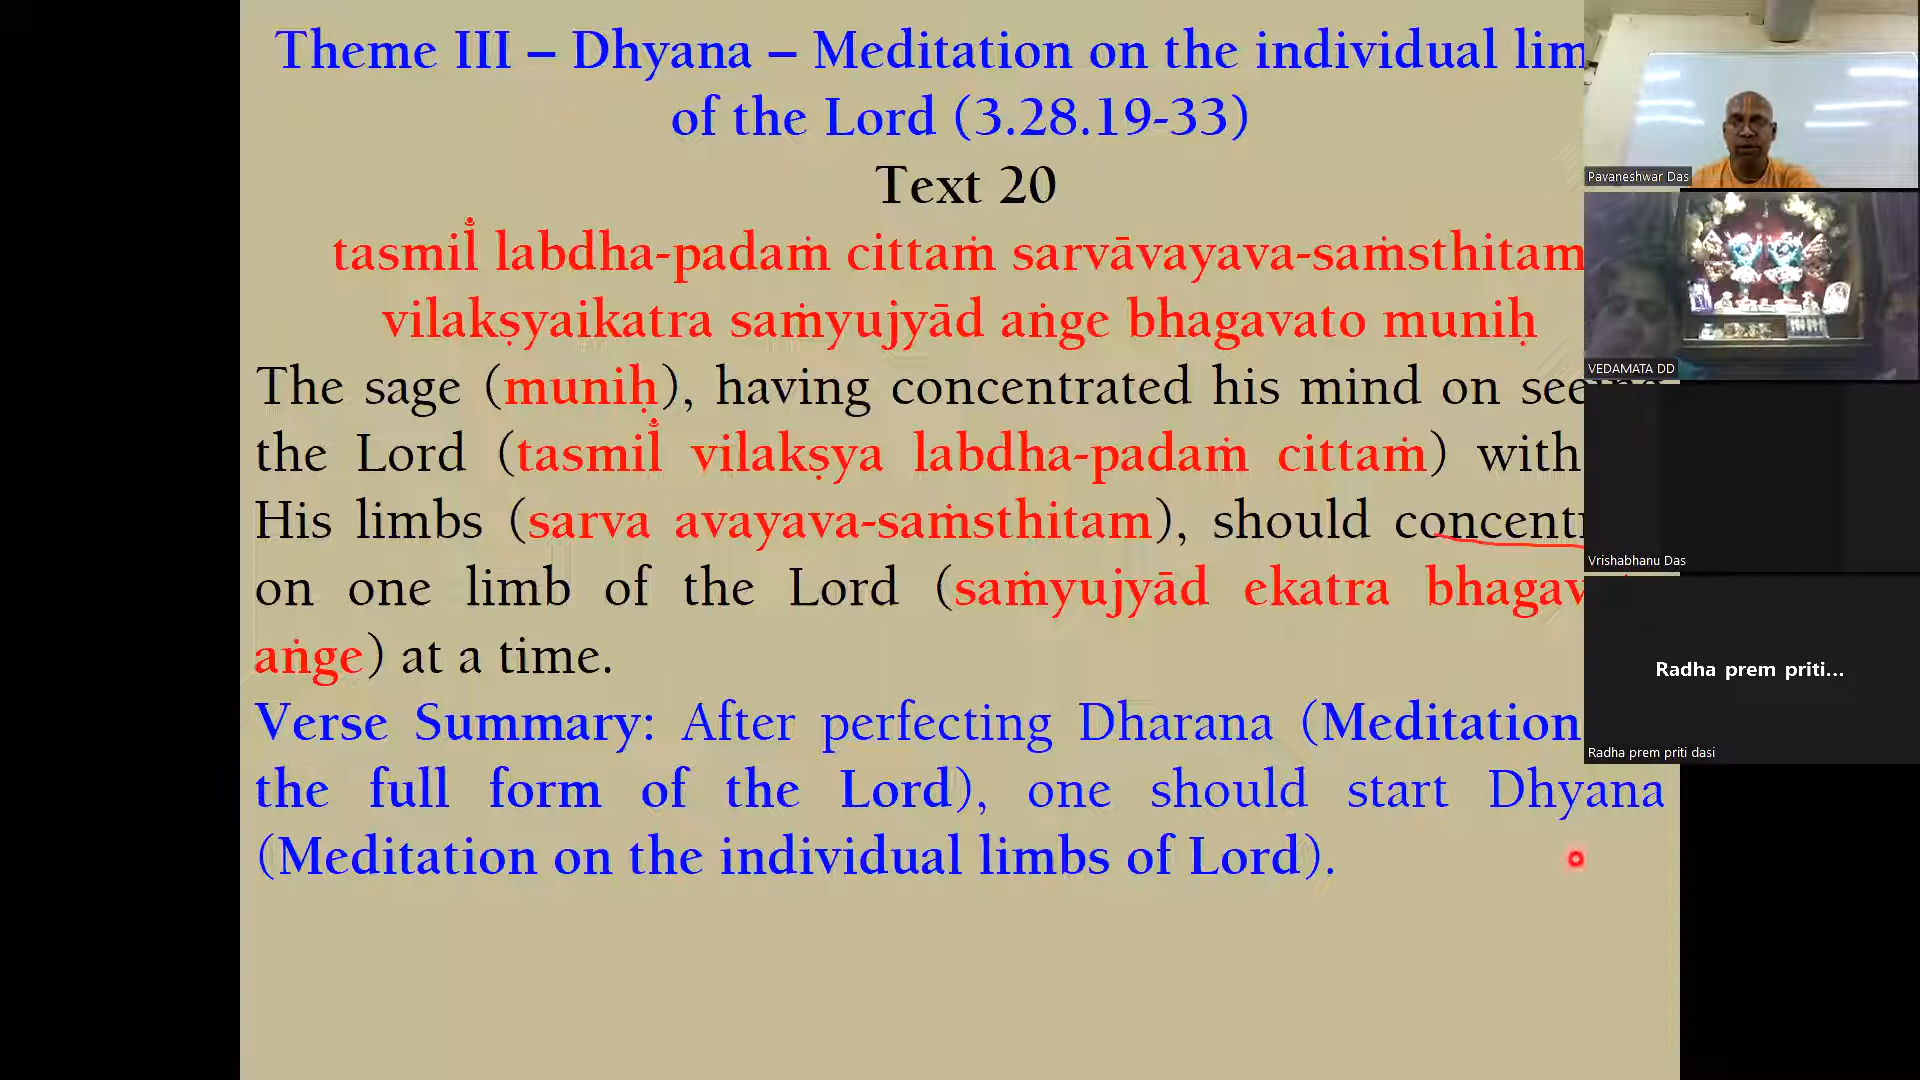 Theme III – Dhyana – Meditation on the individual lim
of the Lord (3.28.19-33)
Text 20
tasmil̐ labdha-padaṁ cittaṁ sarvāvayava-saṁsthitam
vilakṣyaikatra saṁyujyād aṅge bhagavato muniḥ
The sage (muniḥ), having concentrated his mind on seeing
the Lord (tasmil̐ vilakṣya labdha-padaṁ cittaṁ) with
His limbs (sarva avayava-saṁsthitam), should concentr
on one limb of the Lord (saṁyujyād ekatra bhagav
aṅge) at a time.
Verse Summary: After perfecting Dharana (Meditation
the full form of the Lord), one should start Dhyana
(Meditation on the individual limbs of Lord).
Pavaneshwar Das
VEDAMATA DD
Vrishabhanu Das
Radha prem priti...
Radha prem priti dasi